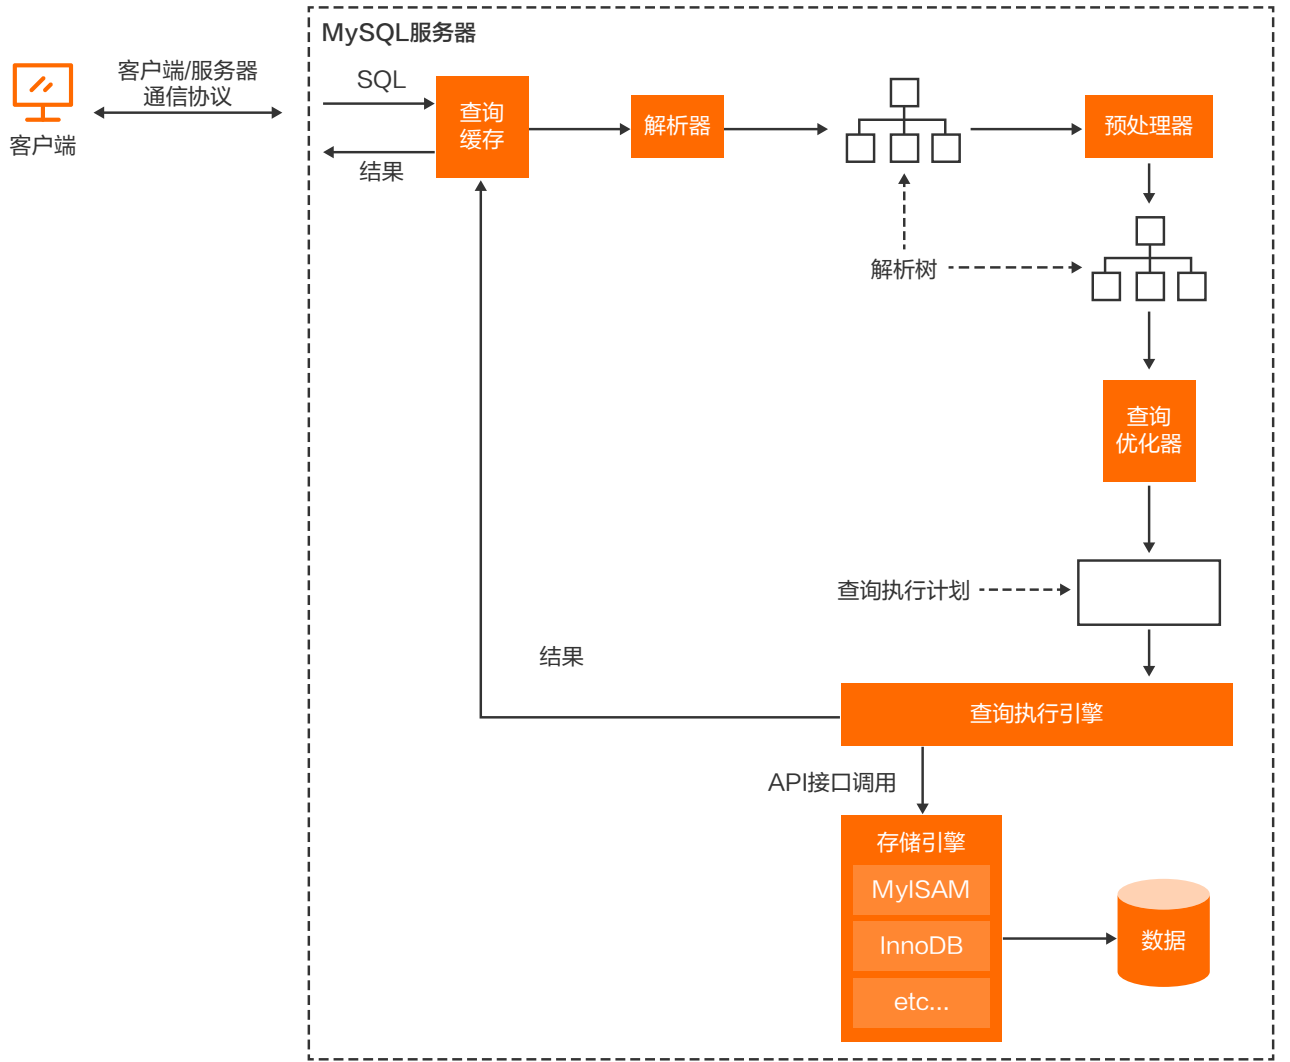 MySQL服务器
客户端/服务器
通信协议
客户端
SQL
结果
查询
缓存
解析器
预处理器
解析树
查询
优化器
查询执行计划
结果
查询执行引擎
API接口调用
存储引擎
MyISAM
InnoDB
etc...
数据